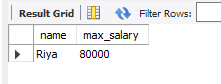 Result Grid Filter Rows:
name max_salary
Riya 80000